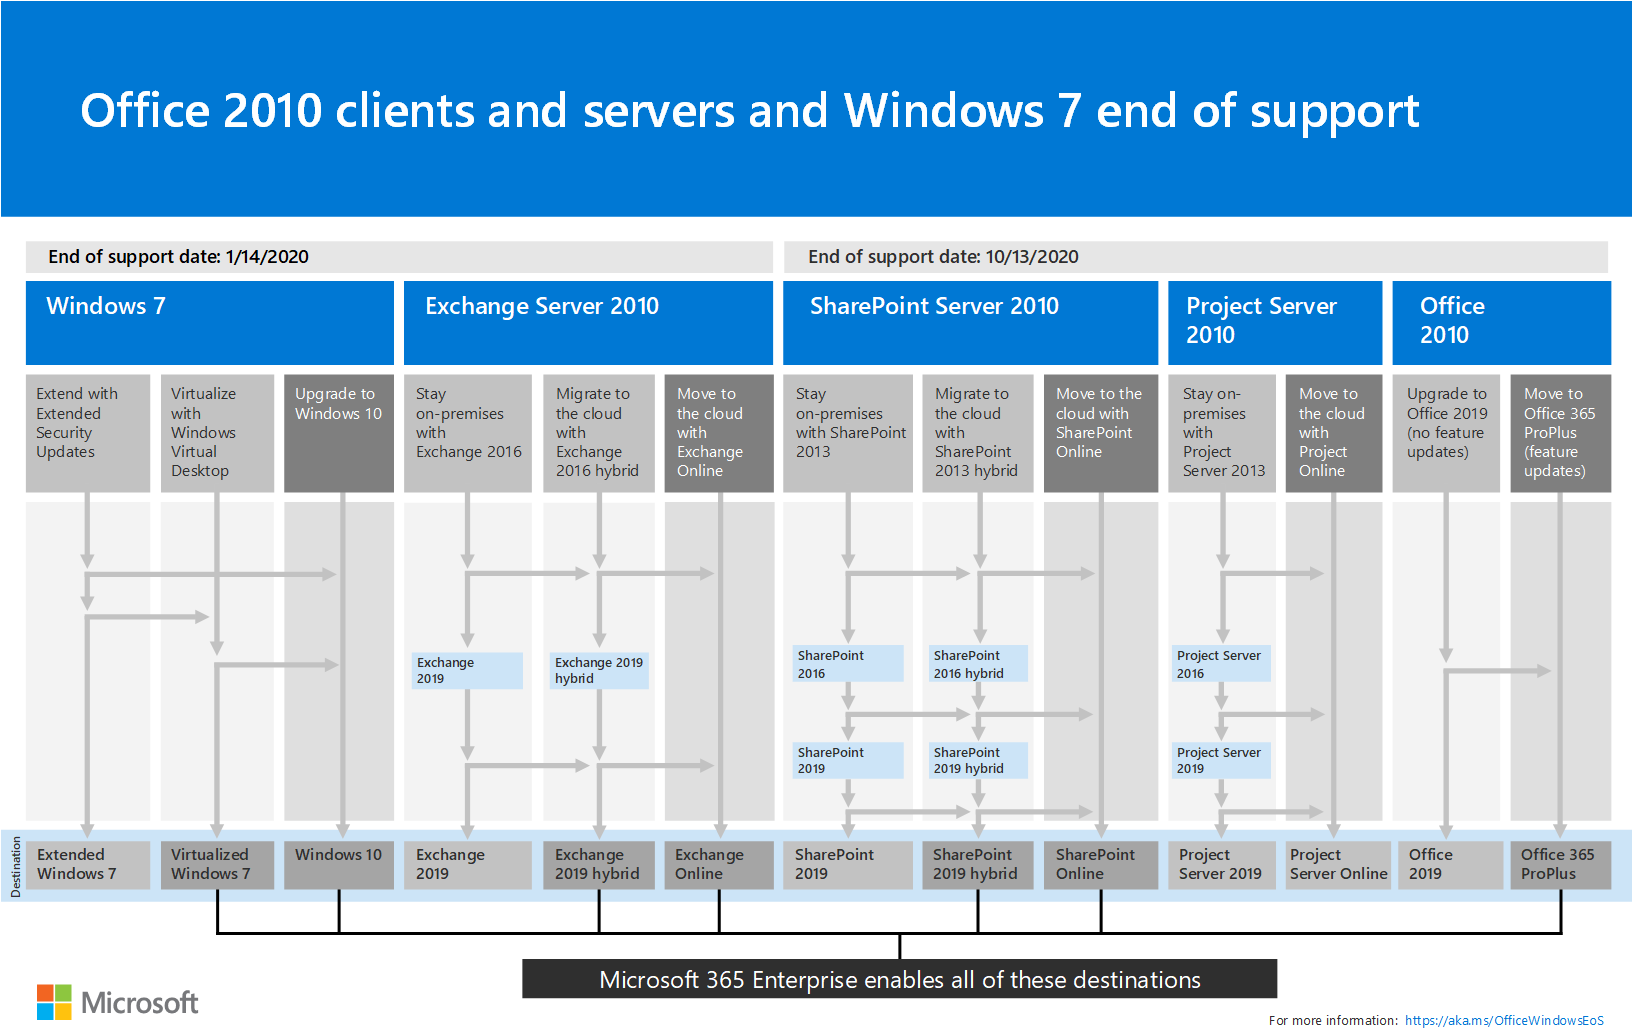 Office 2010 clients and servers and Windows 7 end of support
End of support date: 1/14/2020
End of support date: 10/13/2020
Windows 7
Exchange Server 2010
SharePoint Server 2010
Project Server
2010
Office
2010
Extend with
Extended
Security
Updates
Virtualize
with
Windows
Virtual
Desktop
Upgrade to
Windows 10
Stay
on-premises
with
Exchange 2016
Migrate to
the cloud
with
Exchange
2016 hybrid
Move to
the cloud
with
Exchange
Online
Stay
on-premises
with SharePoint
2013
Migrate to
the cloud
with
SharePoint
2013 hybrid
Move to the
cloud with
SharePoint
Online
Stay on-
premises
with
Project
Server 2013
Move to
the cloud
with
Project
Online
Upgrade to
Office 2019
(no feature
updates)
Move to
Office 365
ProPlus
(feature
updates)
Exchange
2019
Exchange 2019
hybrid
SharePoint
2016
SharePoint
2016 hybrid
Project Server
2016
SharePoint
2019
SharePoint
2019 hybrid
Project Server
2019
Destination
Extended
Windows 7
Virtualized
Windows 7
Windows 10
Exchange
2019
Exchange
2019 hybrid
Exchange
Online
SharePoint
2019
SharePoint
2019 hybrid
SharePoint
Online
Project
Server 2019
Project
Server Online
Office
2019
Office 365
ProPlus
Microsoft 365 Enterprise enables all of these destinations
Microsoft
For more information: https://aka.ms/OfficeWindowsEoS